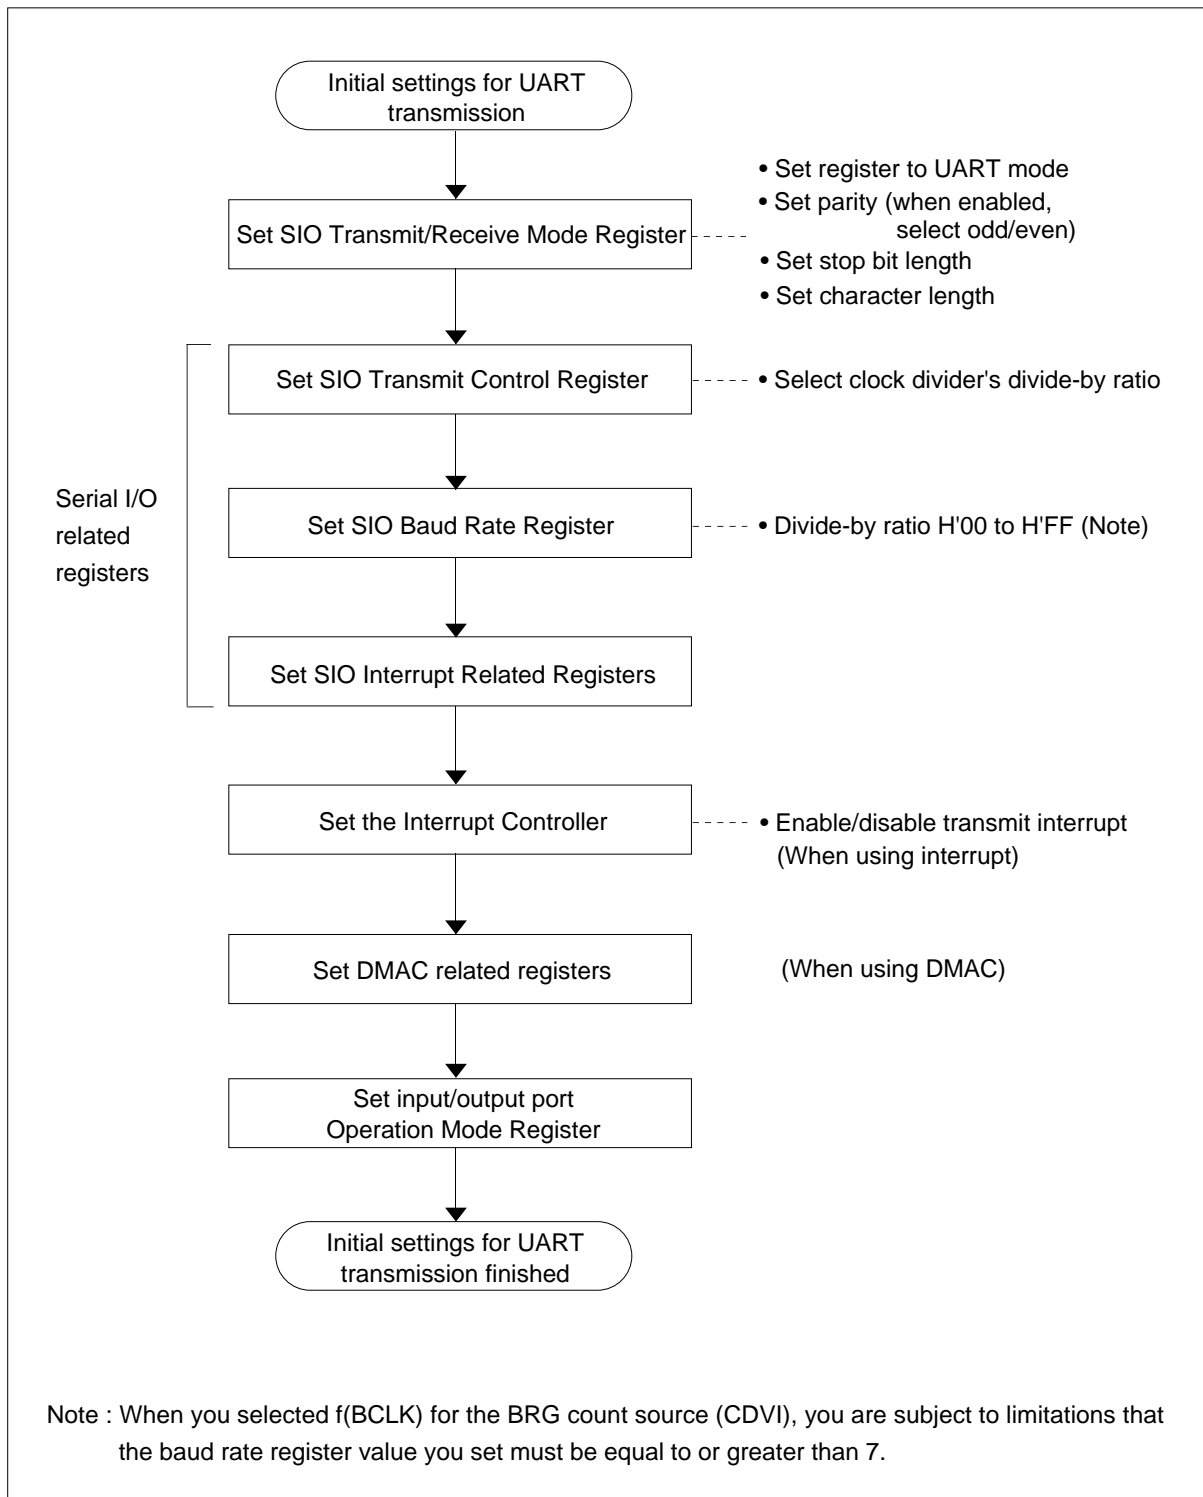 Initial settings for UART
transmission
Set SIO Transmit/Receive Mode Register
• Set register to UART mode
• Set parity (when enabled,
select odd/even)
• Set stop bit length
• Set character length
Serial I/O
related
registers
Set SIO Transmit Control Register
• Select clock divider's divide-by ratio
Set SIO Baud Rate Register
• Divide-by ratio H'00 to H'FF (Note)
Set SIO Interrupt Related Registers
Set the Interrupt Controller
• Enable/disable transmit interrupt
(When using interrupt)
Set DMAC related registers
(When using DMAC)
Set input/output port
Operation Mode Register
Initial settings for UART
transmission finished
Note : When you selected f(BCLK) for the BRG count source (CDVI), you are subject to limitations that
the baud rate register value you set must be equal to or greater than 7.